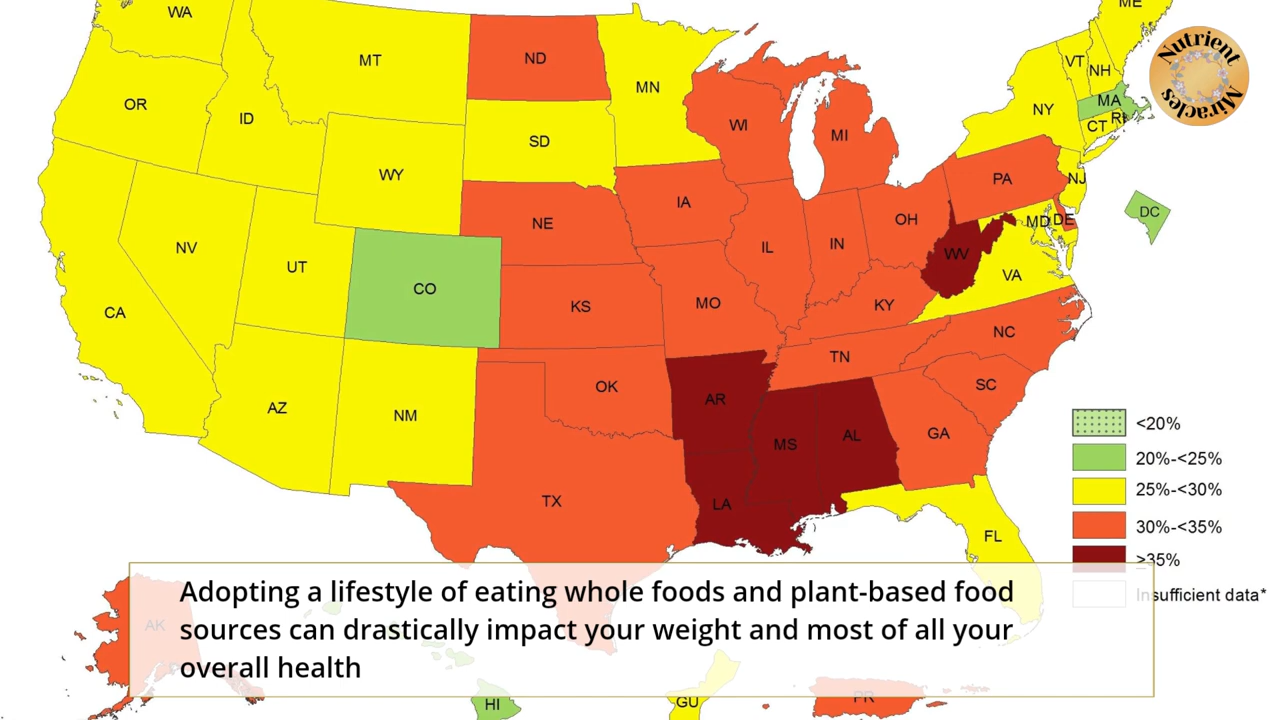 WA
MT
ND
MN
ME
OR
ID
SD
WI
MI
NY
VT
NH
MA
CT
RI
Nutrient
Miracles
WY
NE
IA
PA
NJ
NV
UT
CO
KS
MO
IL
IN
OH
WV
VA
MD
DE
DC
CA
AZ
NM
OK
TX
AR
LA
MS
AL
TN
KY
NC
SC
GA
FL
<20%
20%-<25%
25%-<30%
30%-<35%
≥35%
Insufficient data*
Adopting a lifestyle of eating whole foods and plant-based food
sources can drastically impact your weight and most of all your
overall health
AK
HI
GU
PR